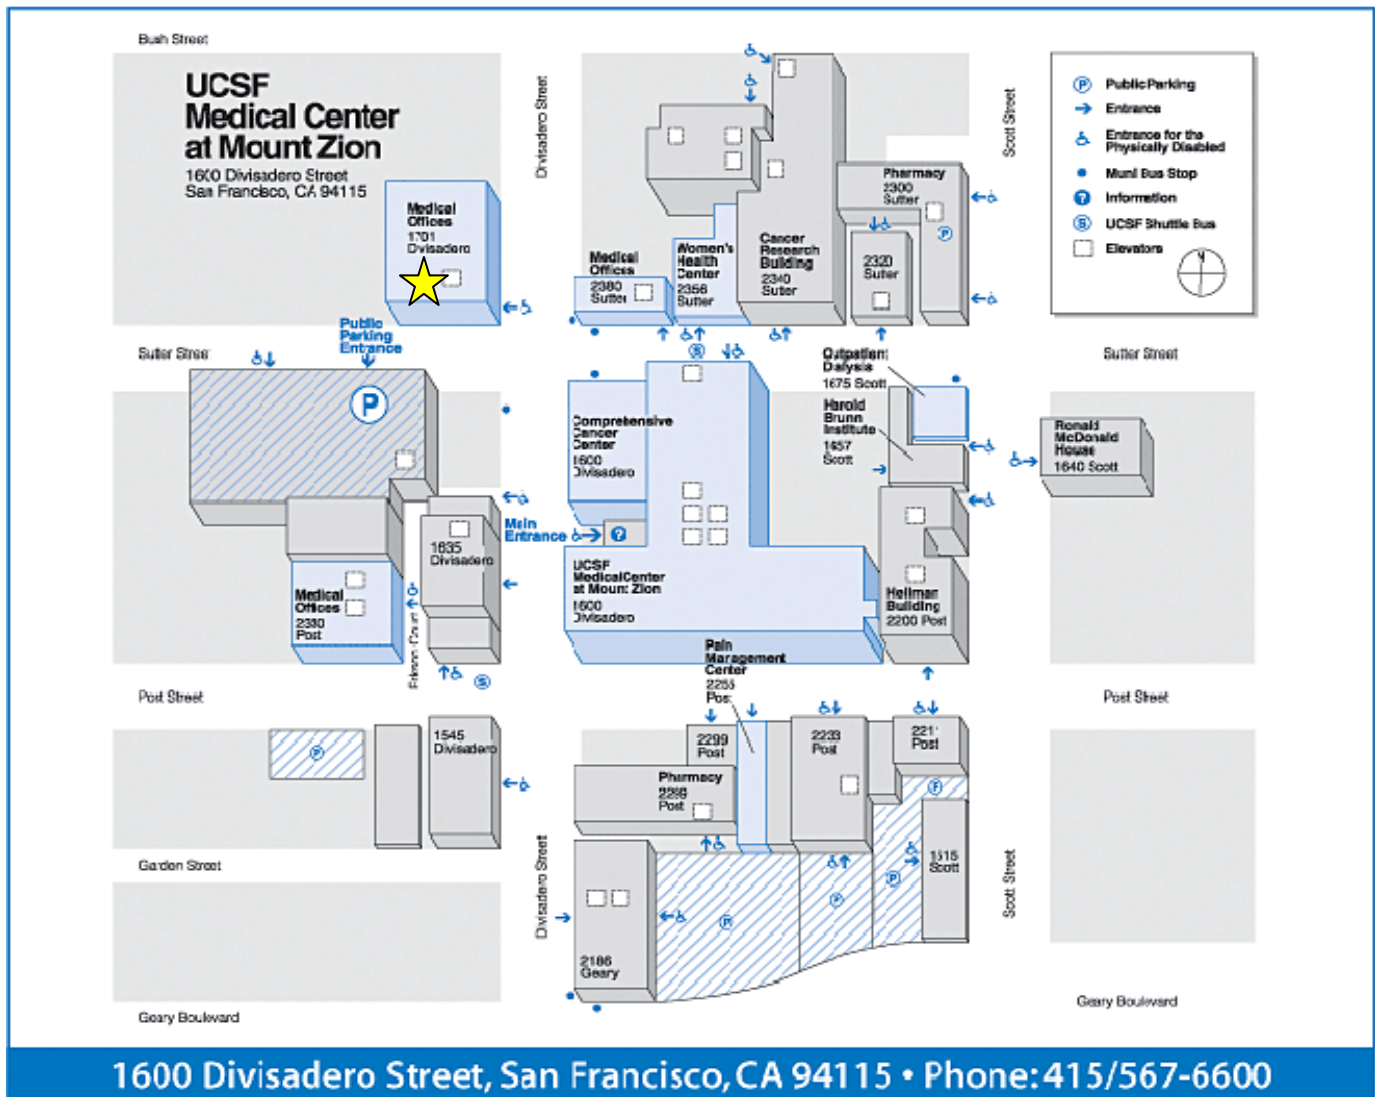 Bush Street
UCSF
Medical Center
at Mount Zion
1600 Divisadero Street
San Francisco, CA 94115
Divisadero Street
Scott Street
P
Public Parking
Entrance
Entrance for the
Physically Disabled
Muni Bus Stop
?
Information
S
UCSF Shuttle Bus
Elevators
Medical
Offices
1701
Divisadero
Medical
Offices
2380
Sutter
Women's
Health
Center
2356
Sutter
Cancer
Research
Building
2340
Sutter
Pharmacy
2300
Sutter
P
2320
Sutter
Public
Parking
Entrance
Sutter Street
S
Sutter Street
P
Comprehensive
Cancer
Center
1600
Divisadero
Outpatient
Dialysis
1675 Scott
Harold
Brunn
Institute
1657
Scott
Ronald
McDonald
House
1640 Scott
Main
Entrance
?
1635
Divisadero
Medical
Offices
2330
Post
UCSF
MedicalCenter
at Mount Zion
1600
Divisadero
Hellman
Building
2200 Post
S
Post Street
Pain
Management
Center
2255
Post
Post Street
P
1545
Divisadero
2299
Post
Pharmacy
Post
2233
Post
Post
P
Garden Street
Divisadero Street
Scott Street
1515
Scott
P
P
P
2186
Geary
Geary Boulevard
Geary Boulevard
1600 Divisadero Street, San Francisco, CA 94115 • Phone: 415/567-6600